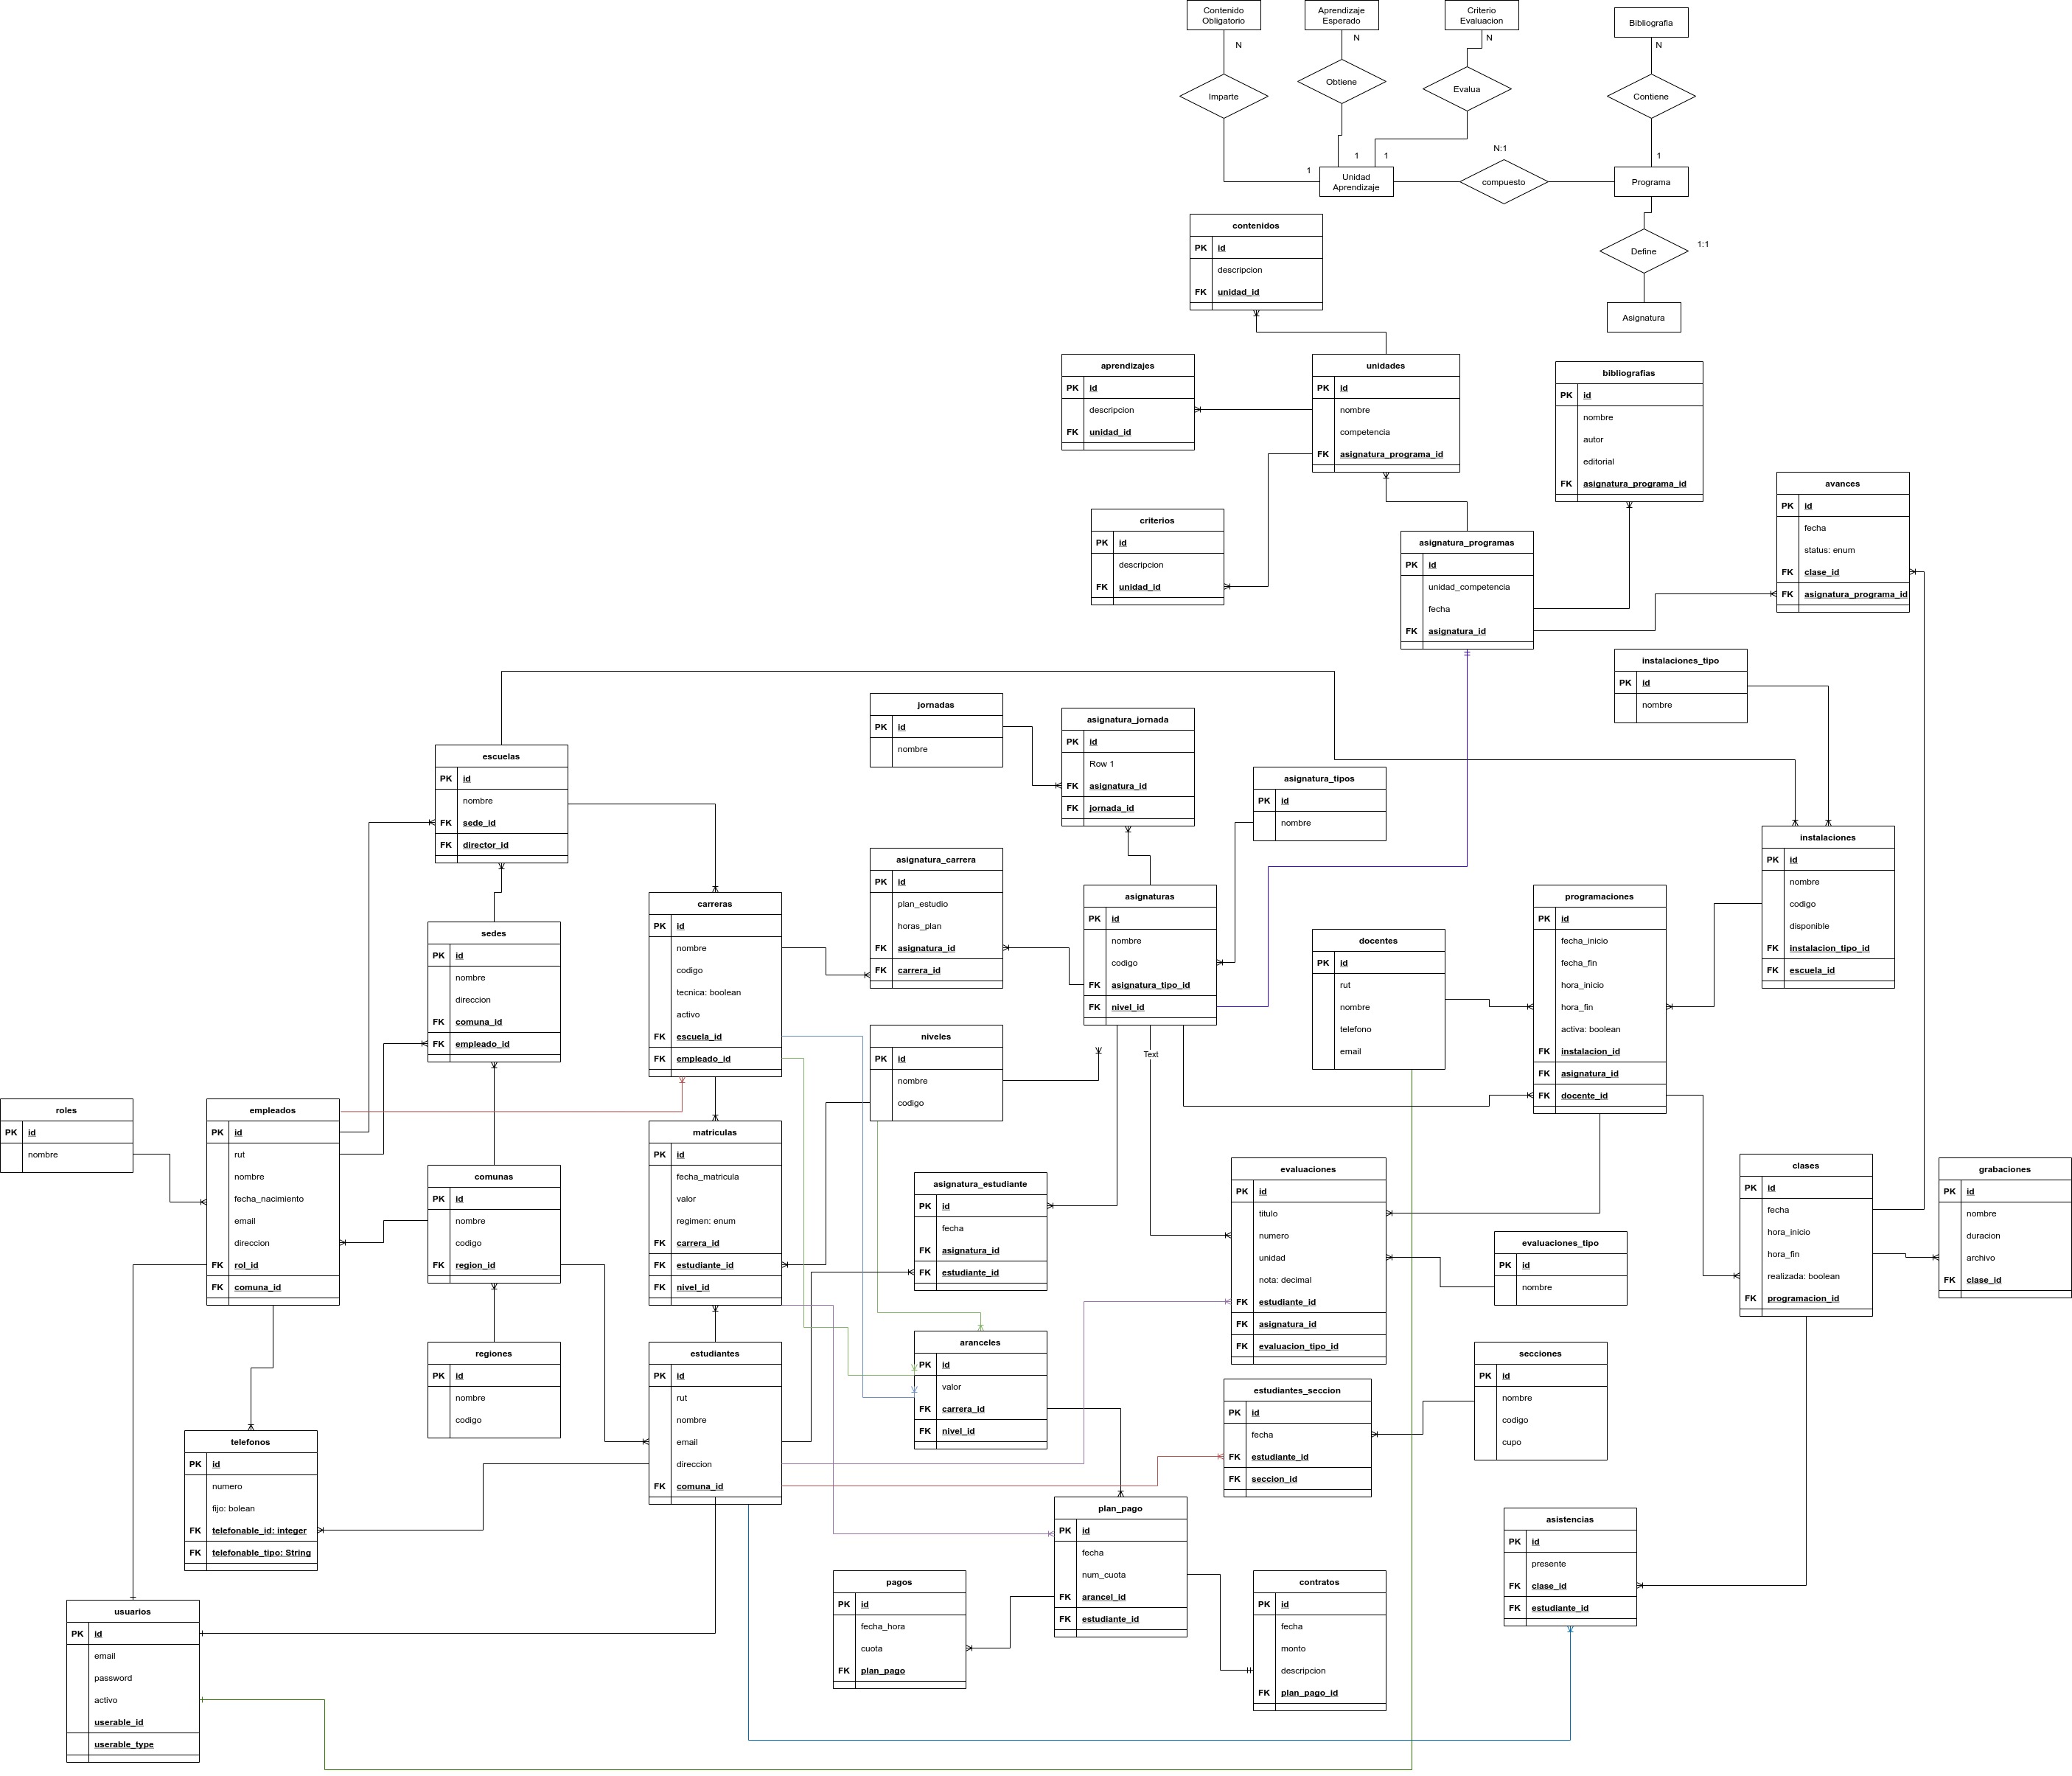 Contenido
Obligatorio
Aprendizaje
Esperado
Criterio
Evaluacion
Bibliografia
N
N
N
N
Imparte
Obtiene
Evalua
Contiene
1
1
1
1
N:1
Unidad
Aprendizaje
compuesto
Programa
Define
1:1
Asignatura
contenidos
PK id
descripcion
FK unidad_id
aprendizajes
PK id
descripcion
FK unidad_id
unidades
PK id
nombre
competencia
FK asignatura_programa_id
bibliografias
PK id
nombre
autor
editorial
FK asignatura_programa_id
avances
PK id
fecha
status: enum
FK clase_id
FK asignatura_programa_id
criterios
PK id
descripcion
FK unidad_id
asignatura_programas
PK id
unidad_competencia
fecha
FK asignatura_id
instalaciones_tipo
PK id
nombre
jornadas
PK id
nombre
asignatura_jornada
PK id
Row 1
FK asignatura_id
FK jornada_id
asignatura_tipos
PK id
nombre
escuelas
PK id
nombre
FK sede_id
FK director_id
instalaciones
PK id
nombre
codigo
disponible
FK instalacion_tipo_id
FK escuela_id
asignatura_carrera
PK id
plan_estudio
horas_plan
FK asignatura_id
FK carrera_id
carreras
PK id
nombre
codigo
tecnica: boolean
activo
FK escuela_id
FK empleado_id
asignaturas
PK id
nombre
codigo
FK asignatura_tipo_id
FK nivel_id
programaciones
PK id
fecha_inicio
fecha_fin
hora_inicio
hora_fin
activa: boolean
FK instalacion_id
FK asignatura_id
FK docente_id
sedes
PK id
nombre
direccion
FK comuna_id
FK empleado_id
docentes
PK id
rut
nombre
telefono
email
niveles
PK id
nombre
codigo
Text
roles
PK id
nombre
empleados
PK id
rut
nombre
fecha_nacimiento
email
direccion
FK rol_id
FK comuna_id
matriculas
PK id
fecha_matricula
valor
regimen: enum
FK carrera_id
FK estudiante_id
FK nivel_id
comunas
PK id
nombre
codigo
FK region_id
asignatura_estudiante
PK id
fecha
FK asignatura_id
FK estudiante_id
evaluaciones
PK id
titulo
numero
unidad
nota: decimal
FK estudiante_id
FK asignatura_id
FK evaluacion_tipo_id
clases
PK id
fecha
hora_inicio
hora_fin
realizada: boolean
FK programacion_id
grabaciones
PK id
nombre
duracion
archivo
FK clase_id
evaluaciones_tipo
PK id
nombre
regiones
PK id
nombre
codigo
estudiantes
PK id
rut
nombre
email
direccion
FK comuna_id
aranceles
PK id
valor
FK carrera_id
FK nivel_id
estudiantes_seccion
PK id
fecha
FK estudiante_id
FK seccion_id
secciones
PK id
nombre
codigo
cupo
telefonos
PK id
numero
fijo: bolean
FK telefonable_id: integer
FK telefonable_tipo: String
plan_pago
PK id
fecha
num_cuota
FK arancel_id
FK estudiante_id
asistencias
PK id
presente
FK clase_id
FK estudiante_id
pagos
PK id
fecha_hora
cuota
FK plan_pago
contratos
PK id
fecha
monto
descripcion
FK plan_pago_id
usuarios
PK id
email
password
activo
userable_id
userable_type